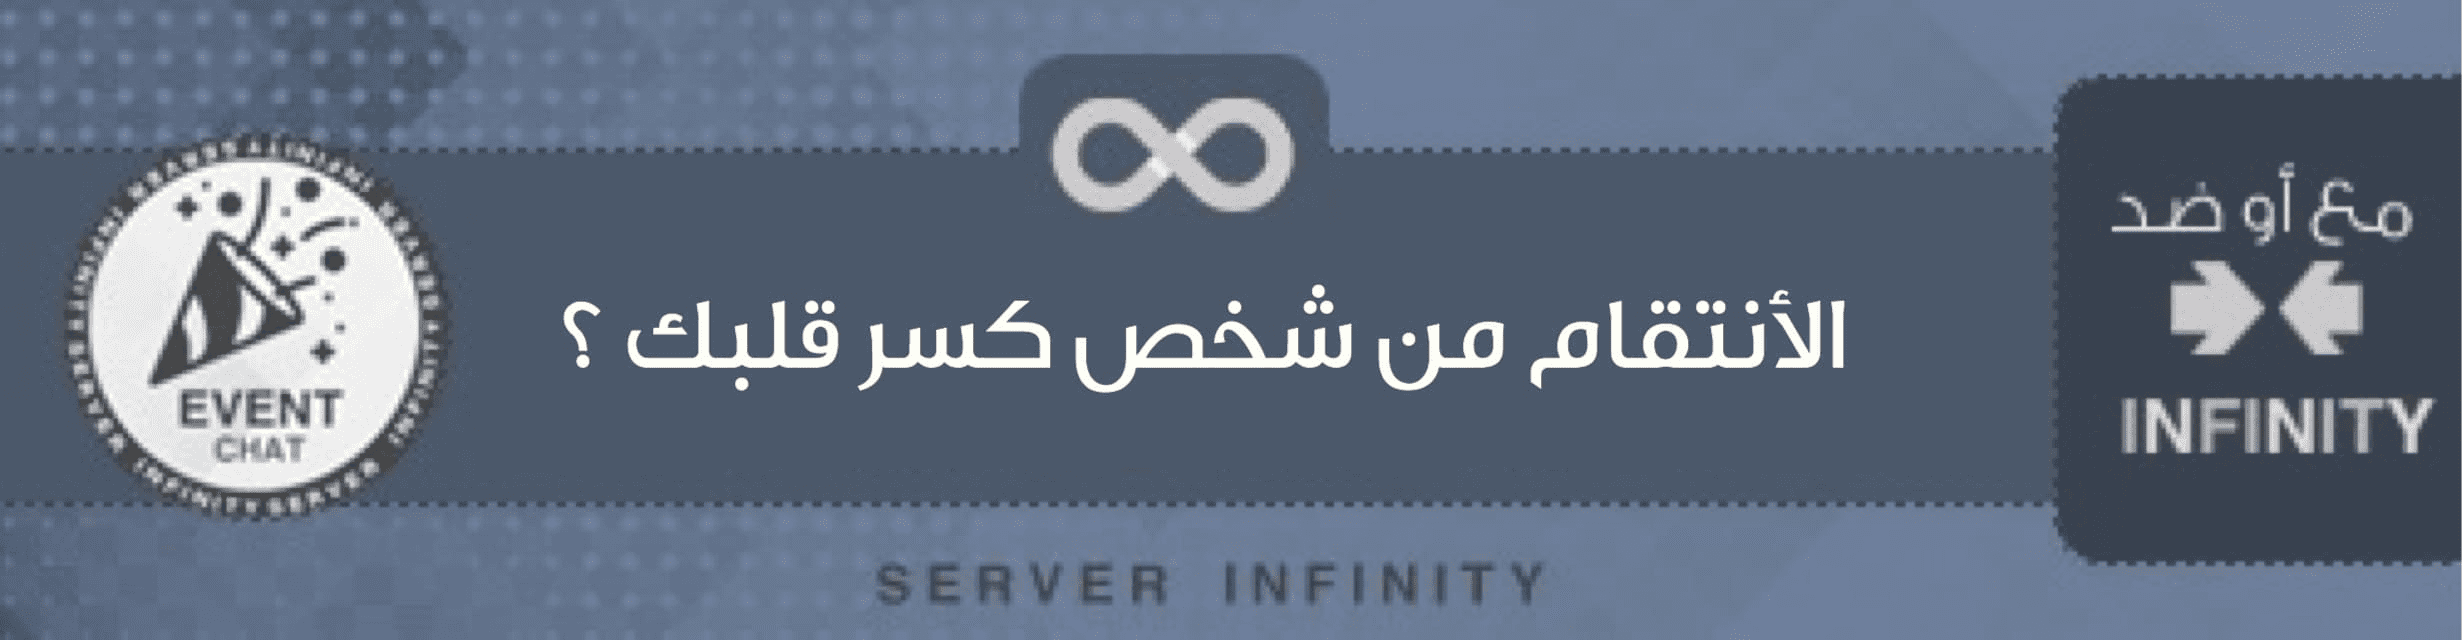 مع أو ضد
INFINITY
الأنتقام من شخص كسر قلبك ؟
EVENT
CHAT
INFINITY SERVER
SERVER INFINITY